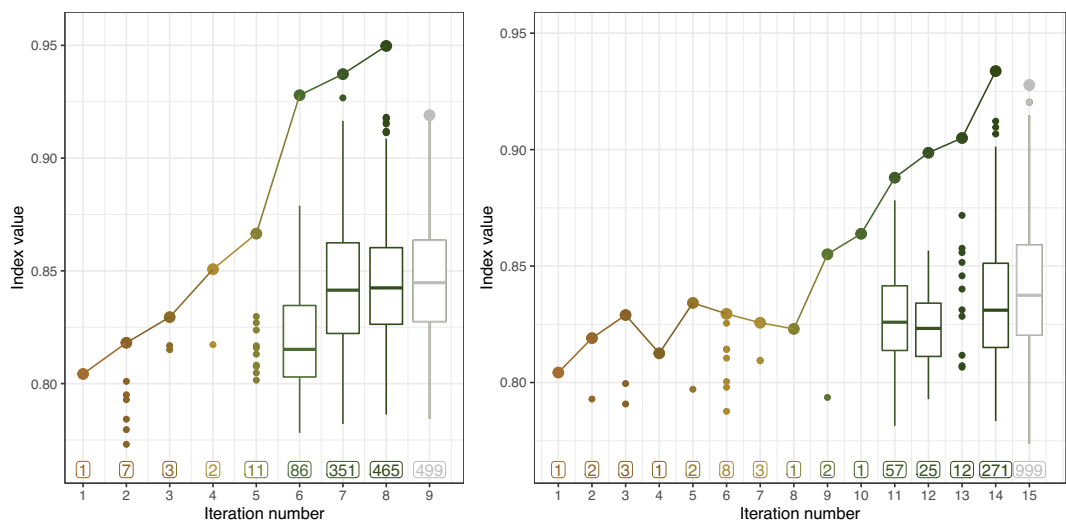 0.95
0.90
0.85
0.80
Index value
1 7 3 2 11 86 351 465 499
1 2 3 4 5 6 7 8 9
Iteration number
0.95
0.90
0.85
0.80
Index value
1 2 3 1 2 8 3 1 2 1 57 25 12 271 999
1 2 3 4 5 6 7 8 9 10 11 12 13 14 15
Iteration number